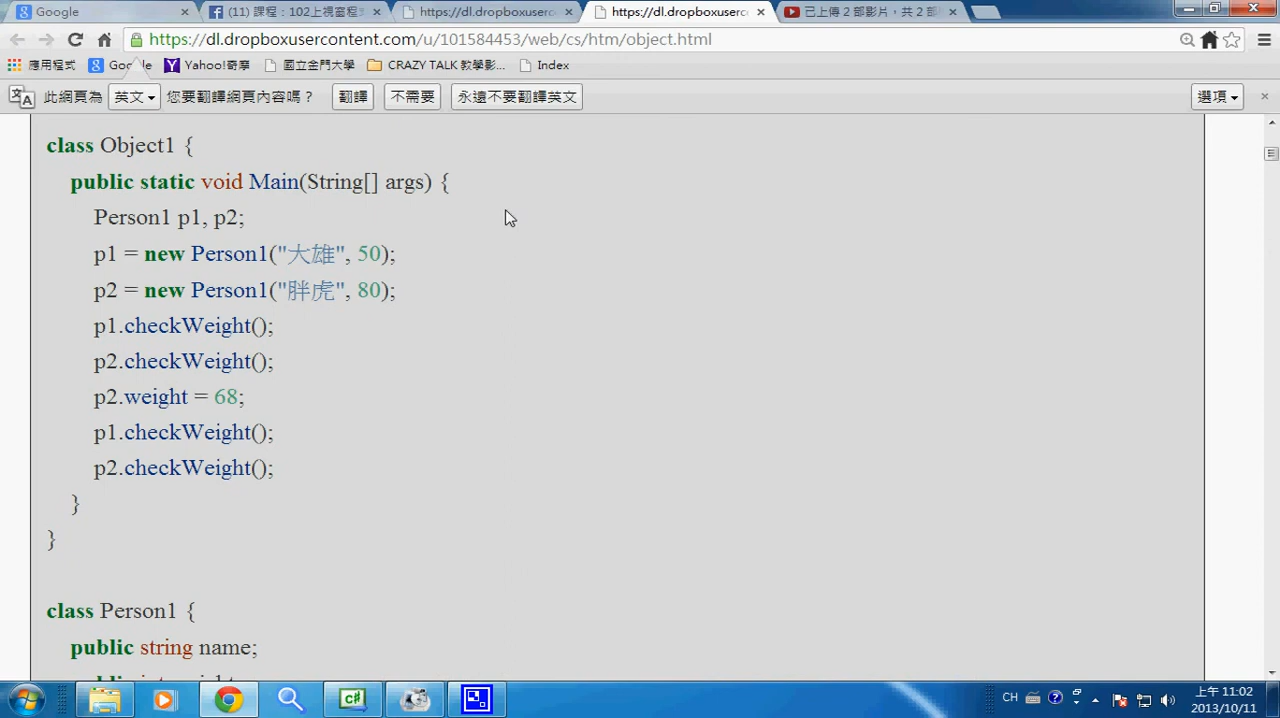 Google
(11) 課程：102上視窗程
https://dl.dropboxuserc
https://dl.dropboxuserc
已上傳 2 部影片，共 2 部
https://dl.dropboxusercontent.com/u/101584453/web/cs/htm/object.html
應用程式 Google Yahoo!奇摩 國立金門大學 CRAZY TALK 教學影... Index
此網頁為 英文 您要翻譯網頁內容嗎？ 翻譯 不需要 永遠不要翻譯英文 選項
class Object1 {
public static void Main(String[] args) {
Person1 p1, p2;
p1 = new Person1("大雄", 50);
p2 = new Person1("胖虎", 80);
p1.checkWeight();
p2.checkWeight();
p2.weight = 68;
p1.checkWeight();
p2.checkWeight();
}
}
class Person1 {
public string name;
C#
CH
上午 11:02
2013/10/11